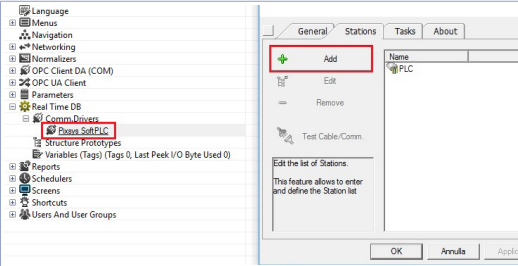 Language
Menus
Navigation
Networking
Normalizers
OPC Client DA (COM)
OPC UA Client
Parameters
Real Time DB
Comm.Drivers
Pixsys SoftPLC
Structure Prototypes
Variables (Tags) (Tags 0, Last Peek I/O Byte Used 0)
Reports
Schedulers
Screens
Shortcuts
Users And User Groups
General Stations Tasks About
Add
Edit
Remove
Test Cable/Comm.
Edit the list of Stations.
This feature allows to enter
and define the Station list
Name
PLC
OK Annulla Applic